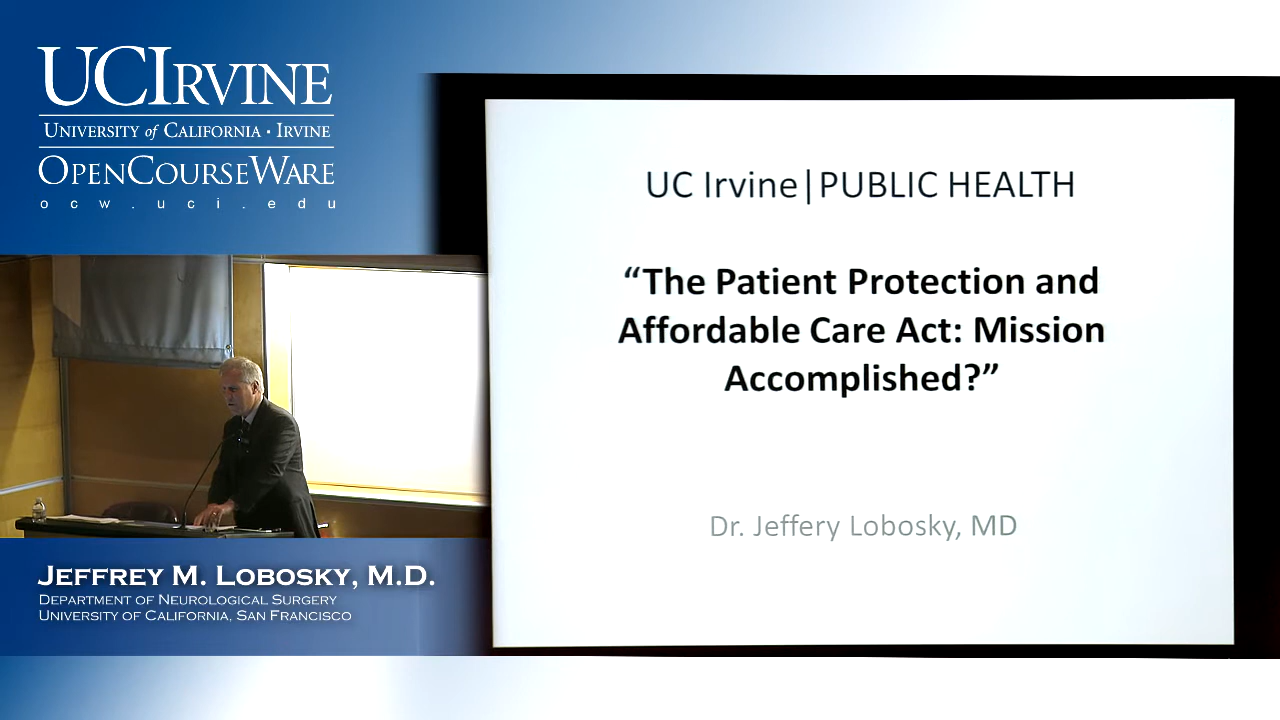 UCIRVINE
UNIVERSITY of CALIFORNIA · IRVINE
OPENCOURSEWARE
ocw.uci.edu
UC Irvine|PUBLIC HEALTH
“The Patient Protection and
Affordable Care Act: Mission
Accomplished?”
Dr. Jeffery Lobosky, MD
JEFFREY M. LOBOSKY, M.D.
DEPARTMENT OF NEUROLOGICAL SURGERY
UNIVERSITY OF CALIFORNIA, SAN FRANCISCO